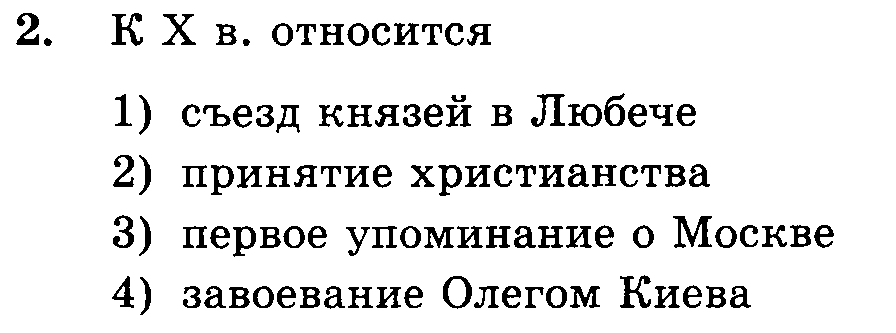 2. К X в. относится
1) съезд князей в Любече
2) принятие христианства
3) первое упоминание о Москве
4) завоевание Олегом Киева